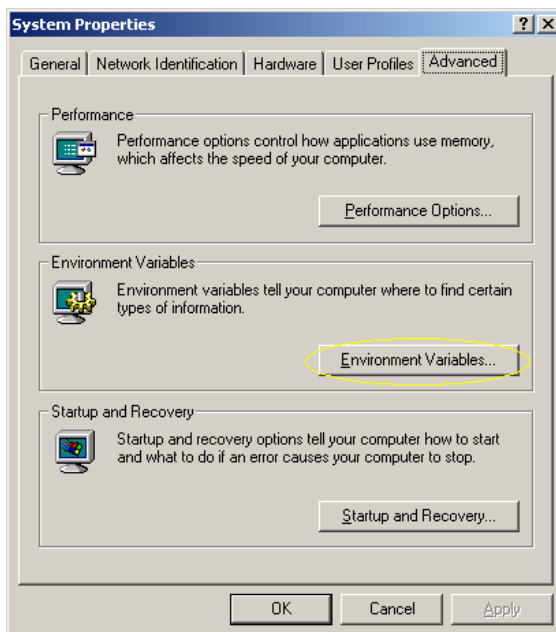 System Properties
? X
General Network Identification Hardware User Profiles Advanced
Performance
Performance options control how applications use memory,
which affects the speed of your computer.
Performance Options...
Environment Variables
Environment variables tell your computer where to find certain
types of information.
Environment Variables...
Startup and Recovery
Startup and recovery options tell your computer how to start
and what to do if an error causes your computer to stop.
Startup and Recovery...
OK Cancel Apply